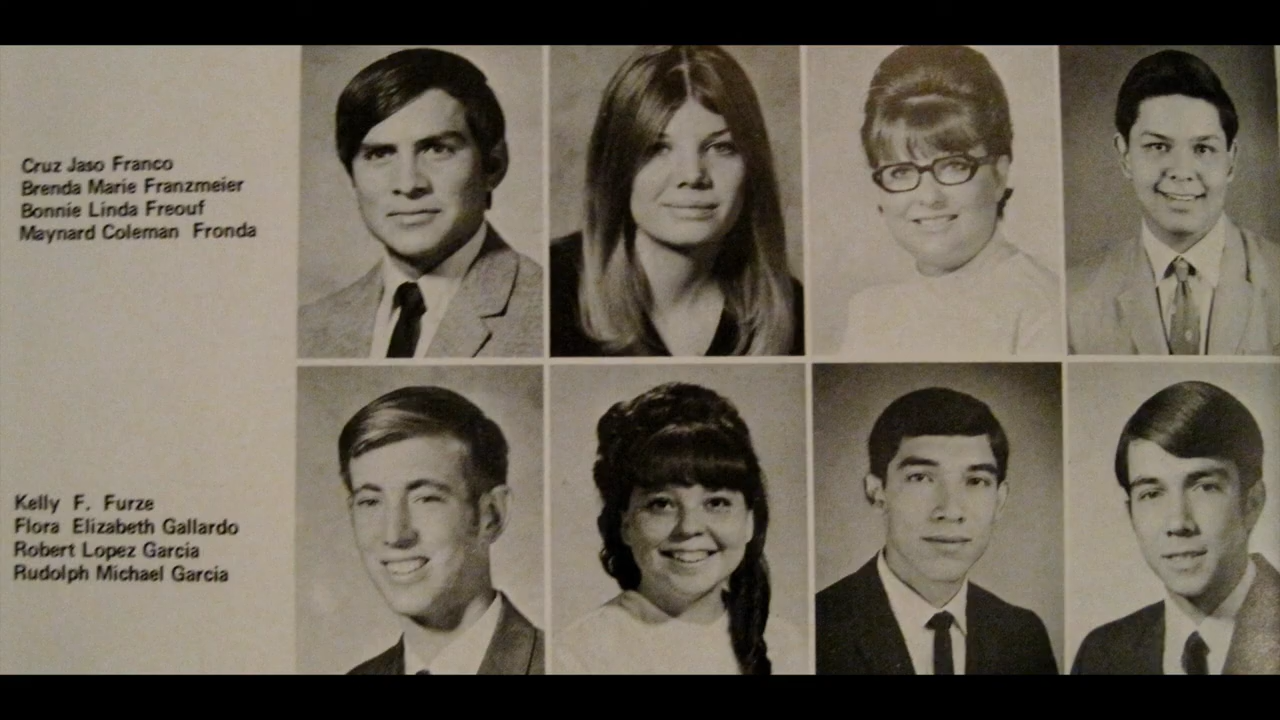 Cruz Jaso Franco
Brenda Marie Franzmeier
Bonnie Linda Freouf
Maynard Coleman Fronda
Kelly F. Furze
Flora Elizabeth Gallardo
Robert Lopez Garcia
Rudolph Michael Garcia